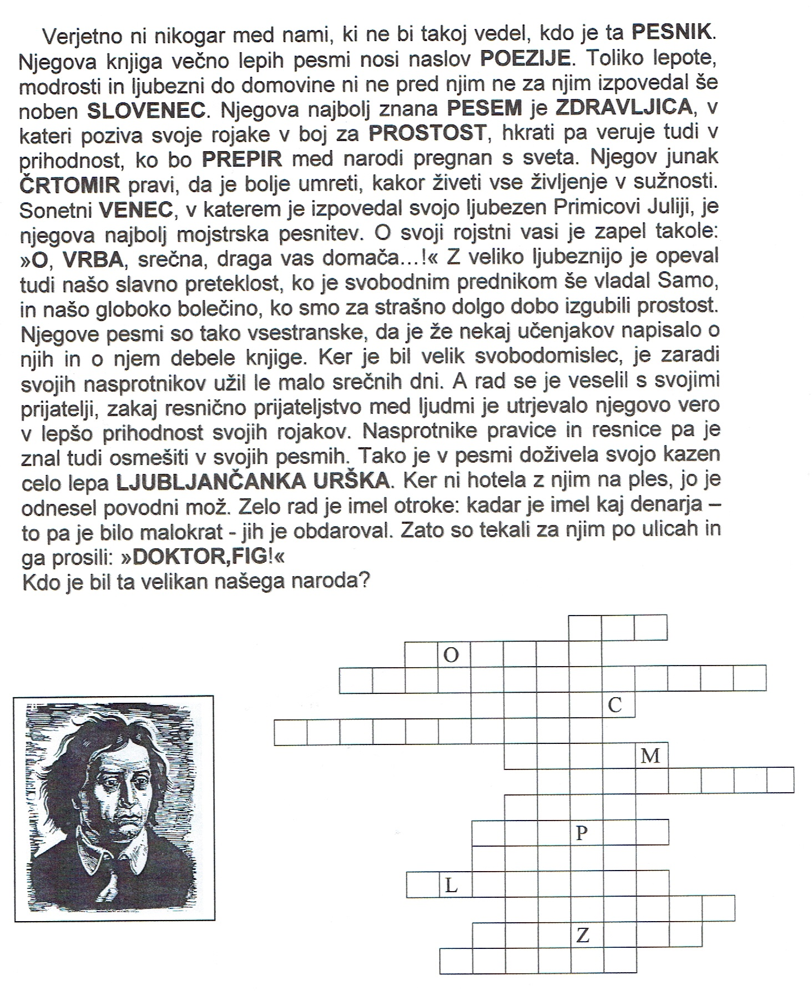 Verjetno ni nikogar med nami, ki ne bi takoj vedel, kdo je ta PESNIK.
Njegova knjiga večno lepih pesmi nosi naslov POEZIJE. Toliko lepote,
modrosti in ljubezni do domovine ni ne pred njim ne za njim izpovedal še
noben SLOVENEC. Njegova najbolj znana PESEM je ZDRAVLJICA, v
kateri poziva svoje rojake v boj za PROSTOST, hkrati pa veruje tudi v
prihodnost, ko bo PREPIR med narodi pregnan s sveta. Njegov junak
ČRTOMIR pravi, da je bolje umreti, kakor živeti vse življenje v sužnosti.
Sonetni VENEC, v katerem je izpovedal svojo ljubezen Primicovi Juliji, je
njegova najbolj mojstrska pesnitev. O svoji rojstni vasi je zapel takole:
»O, VRBA, srečna, draga vas domača...!« Z veliko ljubeznijo je opeval
tudi našo slavno preteklost, ko je svobodnim prednikom še vladal Samo,
in našo globoko bolečino, ko smo za strašno dolgo dobo izgubili prostost.
Njegove pesmi so tako vsestranske, da je že nekaj učenjakov napisalo o
njih in o njem debele knjige. Ker je bil velik svobodomislec, je zaradi
svojih nasprotnikov užil le malo srečnih dni. A rad se je veselil s svojimi
prijatelji, zakaj resnično prijateljstvo med ljudmi je utrjevalo njegovo vero
v lepšo prihodnost svojih rojakov. Nasprotnike pravice in resnice pa je
znal tudi osmešiti v svojih pesmih. Tako je v pesmi doživela svojo kazen
celo lepa LJUBLJANČANKA URŠKA. Ker ni hotela z njim na ples, jo je
odnesel povodni mož. Zelo rad je imel otroke: kadar je imel kaj denarja –
to pa je bilo malokrat - jih je obdaroval. Zato so tekali za njim po ulicah in
ga prosili: »DOKTOR,FIG!«
Kdo je bil ta velikan našega naroda?
O
C
M
P
L
Z